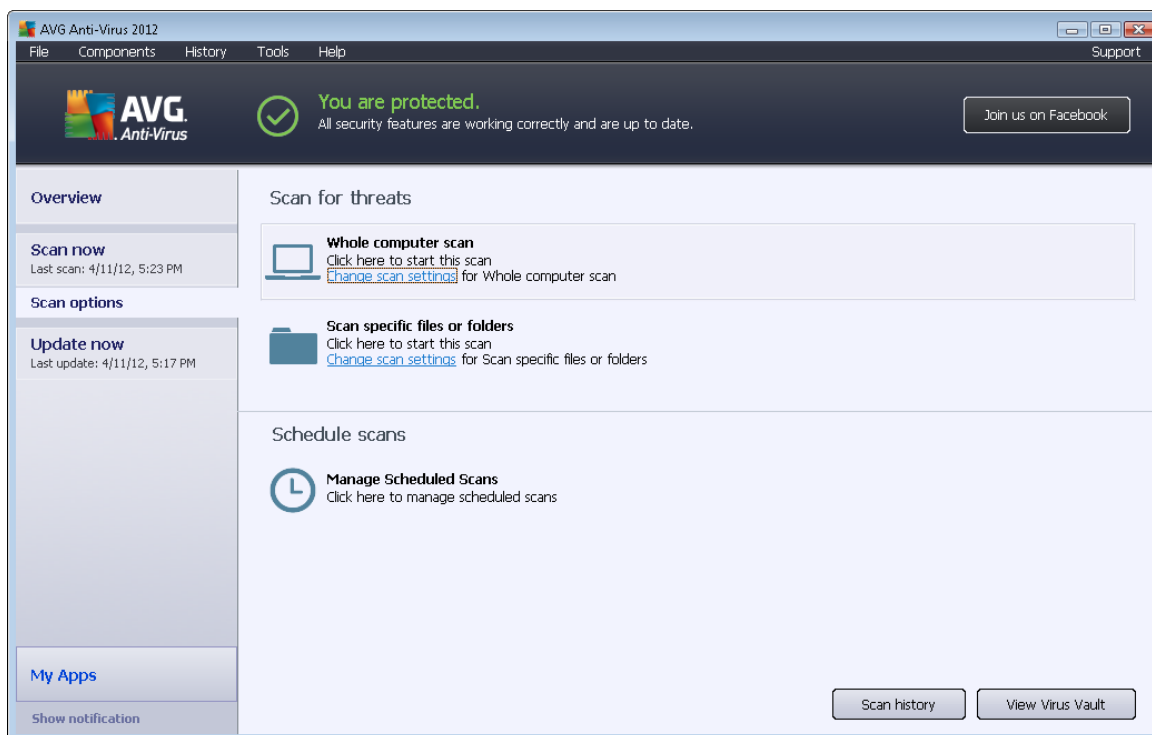 AVG Anti-Virus 2012
File Components History Tools Help Support
AVG.
Anti-Virus
You are protected.
All security features are working correctly and are up to date.
Join us on Facebook
Overview
Scan now
Last scan: 4/11/12, 5:23 PM
Scan options
Update now
Last update: 4/11/12, 5:17 PM
My Apps
Show notification
Scan for threats
Whole computer scan
Click here to start this scan
Change scan settings for Whole computer scan
Scan specific files or folders
Click here to start this scan
Change scan settings for Scan specific files or folders
Schedule scans
Manage Scheduled Scans
Click here to manage scheduled scans
Scan history
View Virus Vault